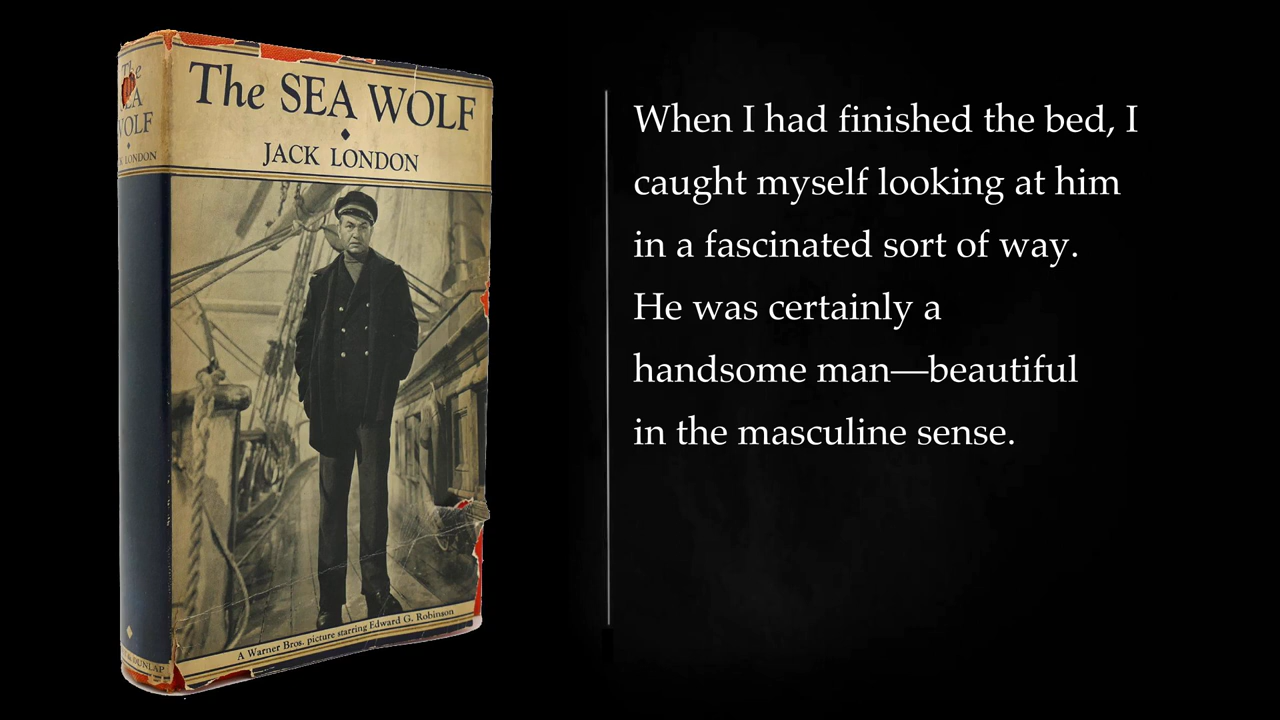 The SEA WOLF
JACK LONDON
A Warner Bros. picture starring Edward G. Robinson
The
SEA
WOLF
K LONDON
DUNLAP
When I had finished the bed, I
caught myself looking at him
in a fascinated sort of way.
He was certainly a
handsome man—beautiful
in the masculine sense.